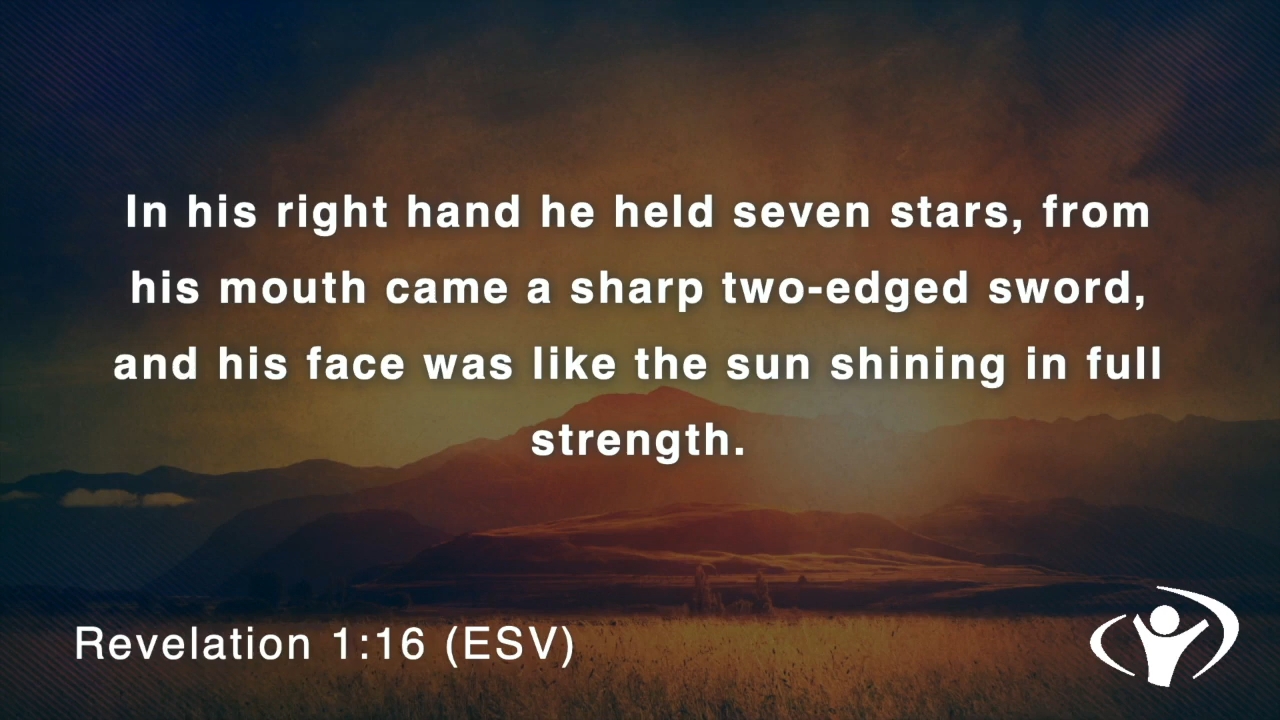 In his right hand he held seven stars, from
his mouth came a sharp two-edged sword,
and his face was like the sun shining in full
strength.
Revelation 1:16 (ESV)